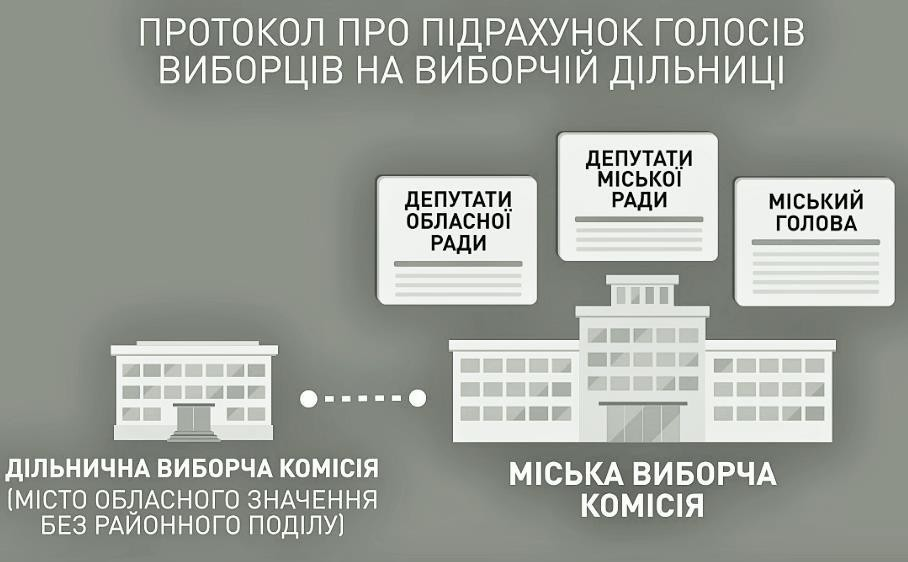 ПРОТОКОЛ ПРО ПІДРАХУНОК ГОЛОСІВ
ВИБОРЦІВ НА ВИБОРЧІЙ ДІЛЬНИЦІ
ДЕПУТАТИ
ОБЛАСНОЇ
РАДИ
ДЕПУТАТИ
МІСЬКОЇ
РАДИ
МІСЬКИЙ
ГОЛОВА
ДІЛЬНИЧНА ВИБОРЧА КОМІСІЯ
(МІСТО ОБЛАСНОГО ЗНАЧЕННЯ
БЕЗ РАЙОННОГО ПОДІЛУ)
МІСЬКА ВИБОРЧА
КОМІСІЯ